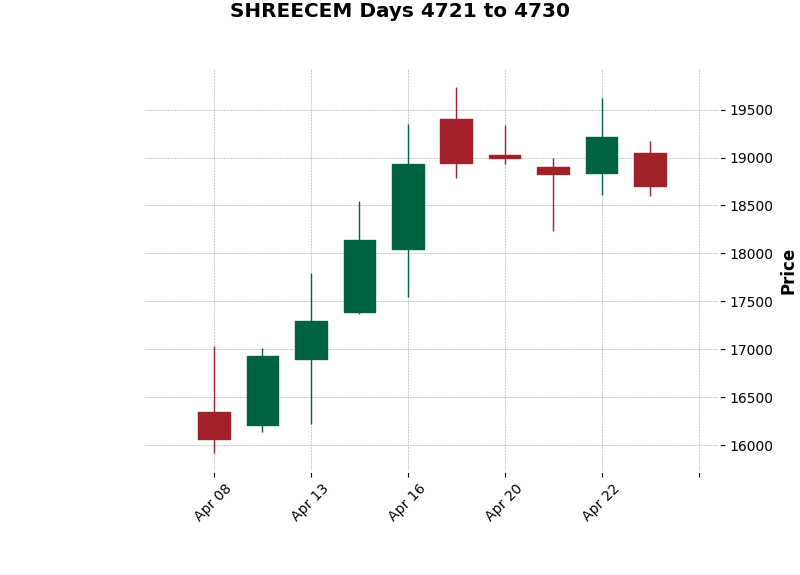 SHREECEM Days 4721 to 4730
19500
19000
18500
18000
17500
17000
16500
16000
Price
Apr 08
Apr 13
Apr 16
Apr 20
Apr 22